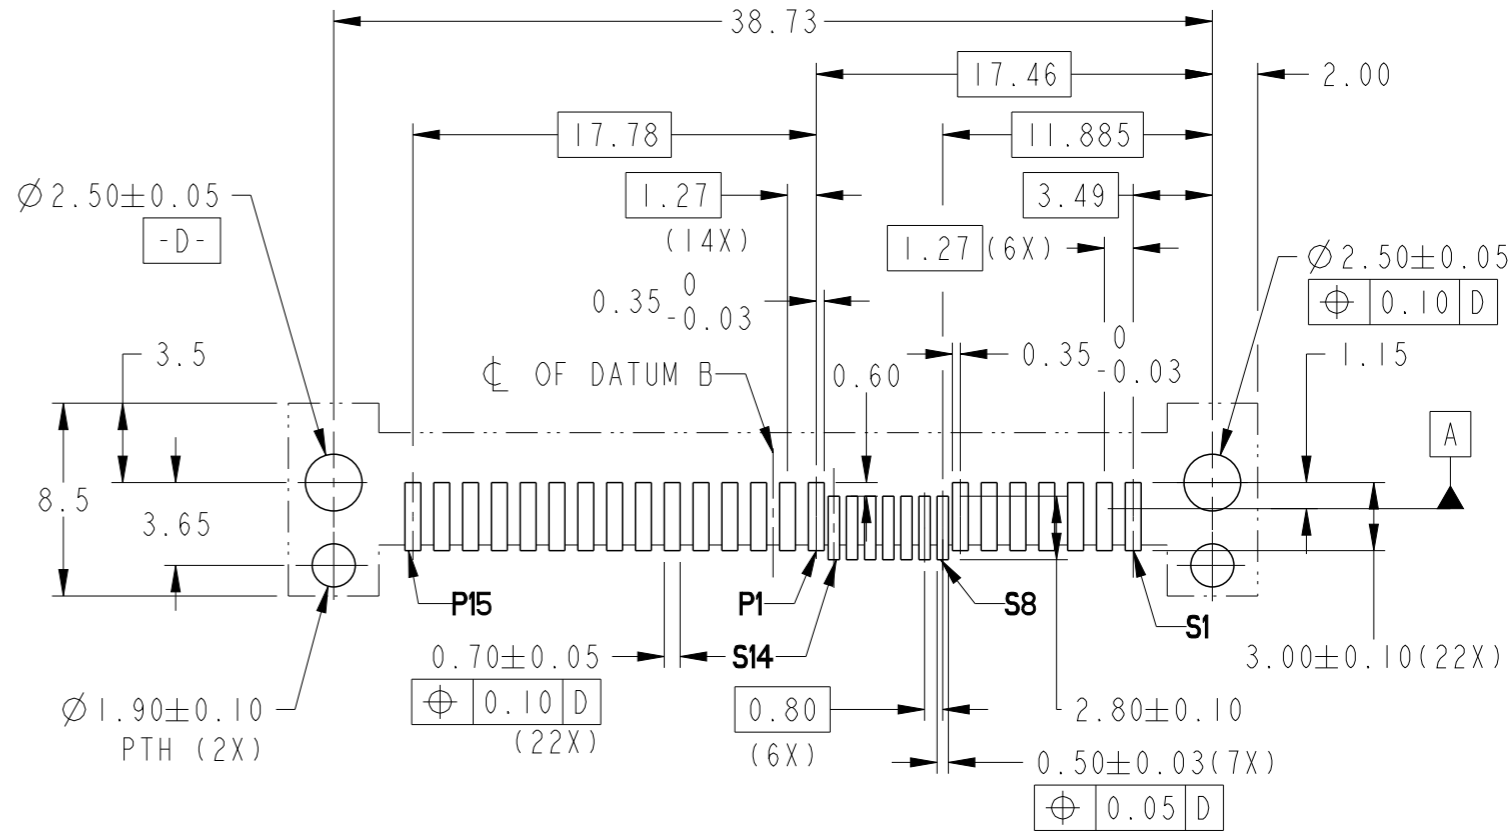 38.73
17.46
2.00
17.78
11.885
Ø2.50±0.05
-D-
1.27
(14X)
3.49
1.27 (6X)
Ø2.50±0.05
⌖ 0.10 D
0.35 0 -0.03
3.5
℄ OF DATUM B
0.60
0.35 0 -0.03
1.15
A
8.5
3.65
P15
P1
S8
S1
0.70±0.05
S14
3.00±0.10(22X)
⌖ 0.10 D
(22X)
Ø1.90±0.10
PTH (2X)
0.80
(6X)
2.80±0.10
0.50±0.03(7X)
⌖ 0.05 D